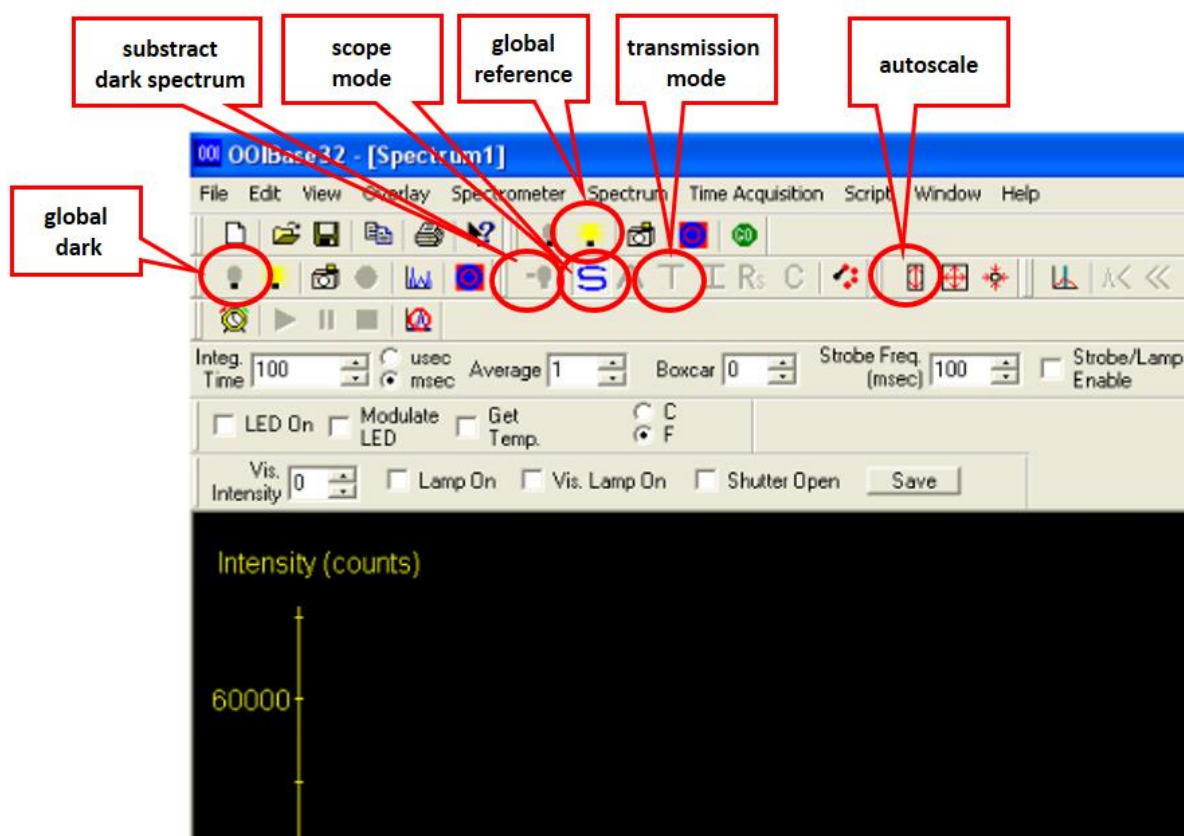 substract
dark spectrum
scope
mode
global
reference
transmission
mode
autoscale
global
dark
OOI OOIBase32 - [Spectrum1]
File Edit View Overlay Spectrometer Spectrum Time Acquisition Script Window Help
GO
S A T I Rs C
Integ. Time 100 usec msec Average 1 Boxcar 0 Strobe Freq. (msec) 100 Strobe/Lamp Enable
LED On Modulate LED Get Temp. C F
Vis. Intensity 0 Lamp On Vis. Lamp On Shutter Open Save
Intensity (counts)
60000